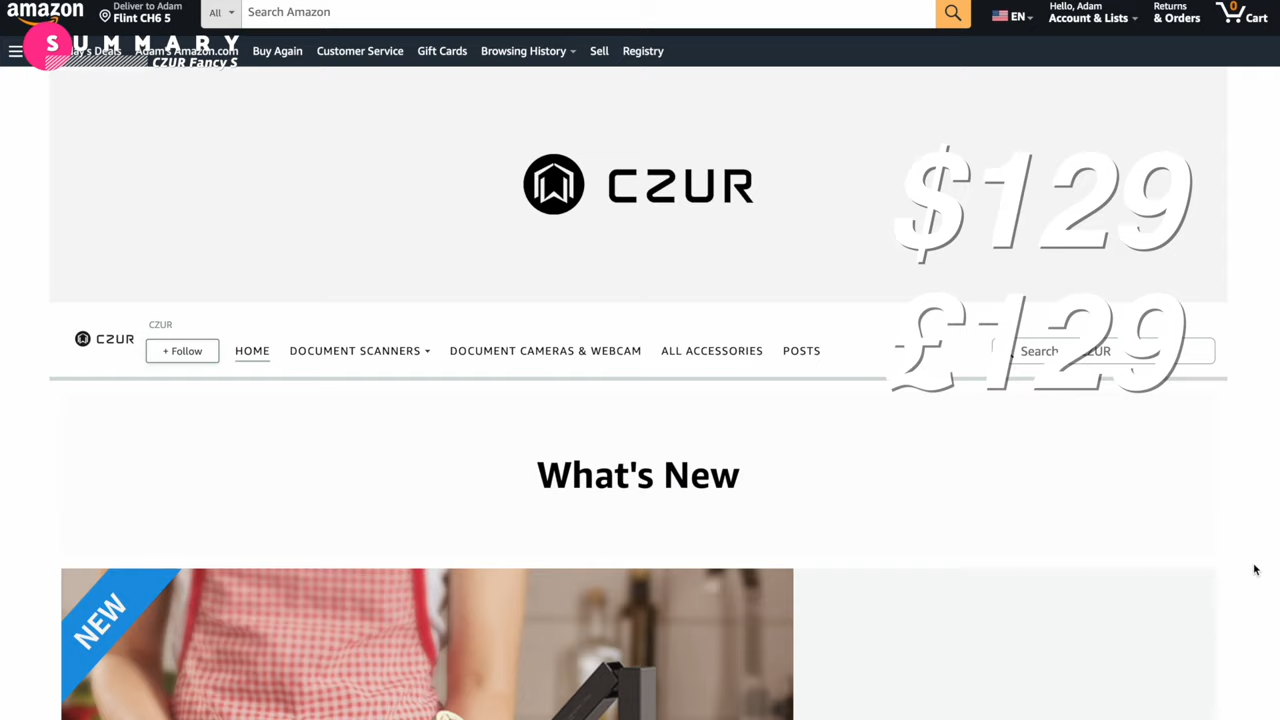 amazon
Deliver to Adam
Flint CH6 5
All
Search Amazon
EN
Hello, Adam
Account & Lists
Returns
& Orders
0
Cart
SUMMARY
CZUR Fancy S
Adam's Amazon.com
Buy Again
Customer Service
Gift Cards
Browsing History
Sell
Registry
CZUR
$129
£129
CZUR
CZUR
+ Follow
HOME
DOCUMENT SCANNERS
DOCUMENT CAMERAS & WEBCAM
ALL ACCESSORIES
POSTS
Search CZUR
What's New
NEW